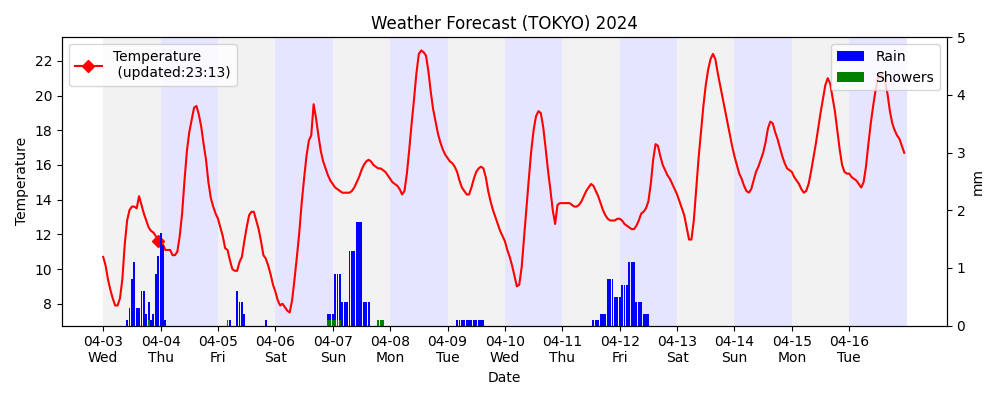 Weather Forecast (TOKYO) 2024
Temperature
(updated:23:13)
Rain
Showers
Temperature
22
20
18
16
14
12
10
8
5
4
3
2
1
0
mm
04-03 04-04 04-05 04-06 04-07 04-08 04-09 04-10 04-11 04-12 04-13 04-14 04-15 04-16
Wed Thu Fri Sat Sun Mon Tue Wed Thu Fri Sat Sun Mon Tue
Date